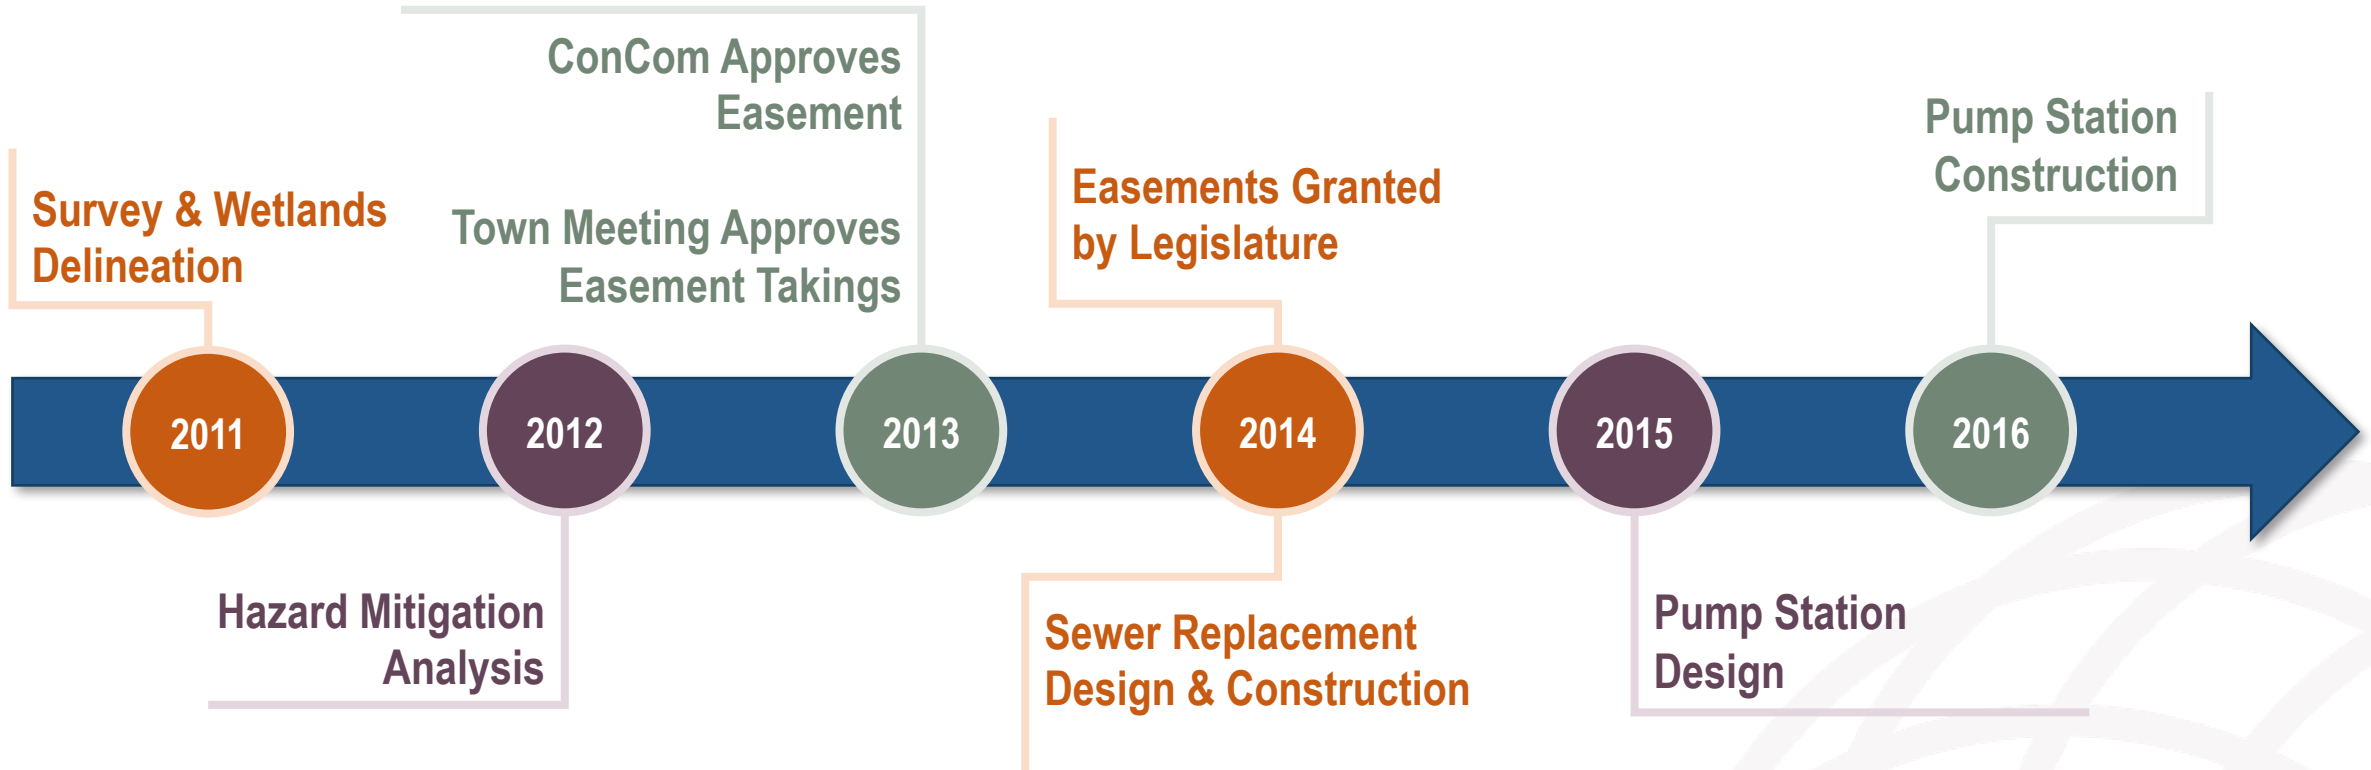 ConCom Approves
Easement
Town Meeting Approves
Easement Takings
Survey & Wetlands
Delineation
Easements Granted
by Legislature
Pump Station
Construction
2011
2012
2013
2014
2015
2016
Hazard Mitigation
Analysis
Sewer Replacement
Design & Construction
Pump Station
Design